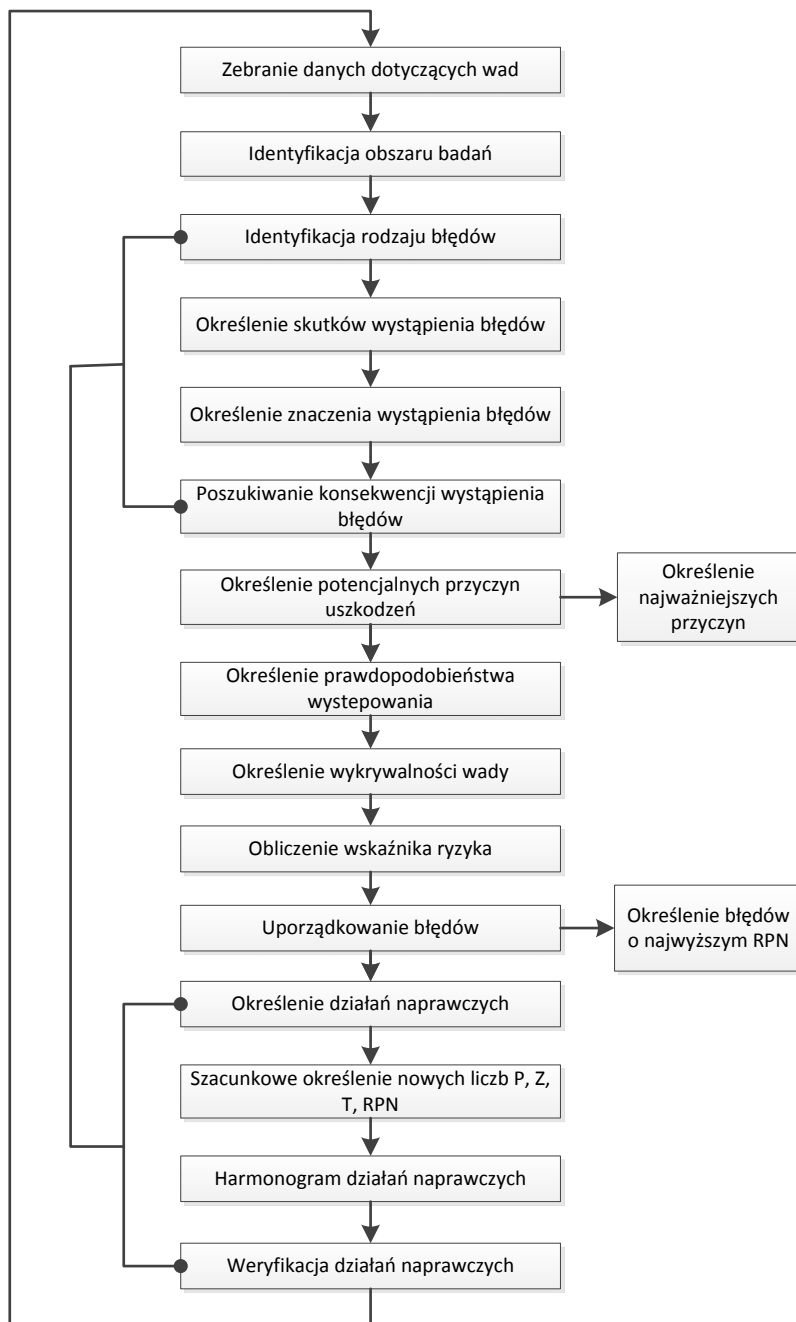 Zebranie danych dotyczących wad
Identyfikacja obszaru badań
Identyfikacja rodzaju błędów
Określenie skutków wystąpienia błędów
Określenie znaczenia wystąpienia błędów
Poszukiwanie konsekwencji wystąpienia
błędów
Określenie potencjalnych przyczyn
uszkodzeń
Określenie
najważniejszych
przyczyn
Określenie prawdopodobieństwa
wystepowania
Określenie wykrywalności wady
Obliczenie wskaźnika ryzyka
Uporządkowanie błędów
Określenie błędów
o najwyższym RPN
Określenie działań naprawczych
Szacunkowe określenie nowych liczb P, Z,
T, RPN
Harmonogram działań naprawczych
Weryfikacja działań naprawczych